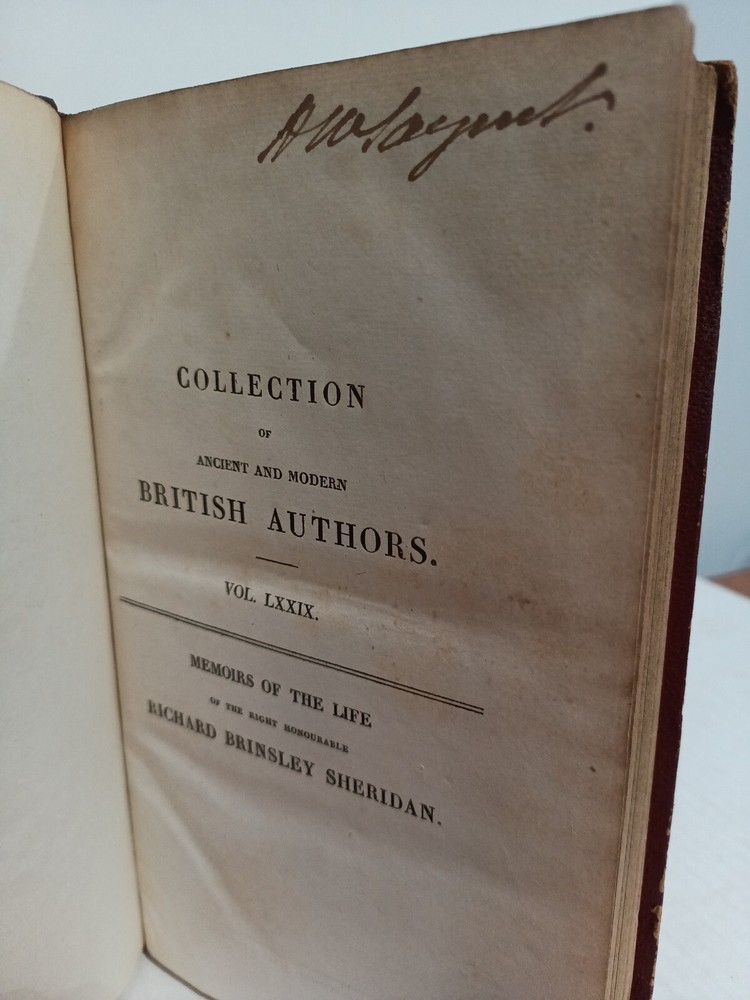 COLLECTION
OF
ANCIENT AND MODERN
BRITISH AUTHORS.
VOL. LXXIX.
MEMOIRS OF THE LIFE
OF THE RIGHT HONOURABLE
RICHARD BRINSLEY SHERIDAN.